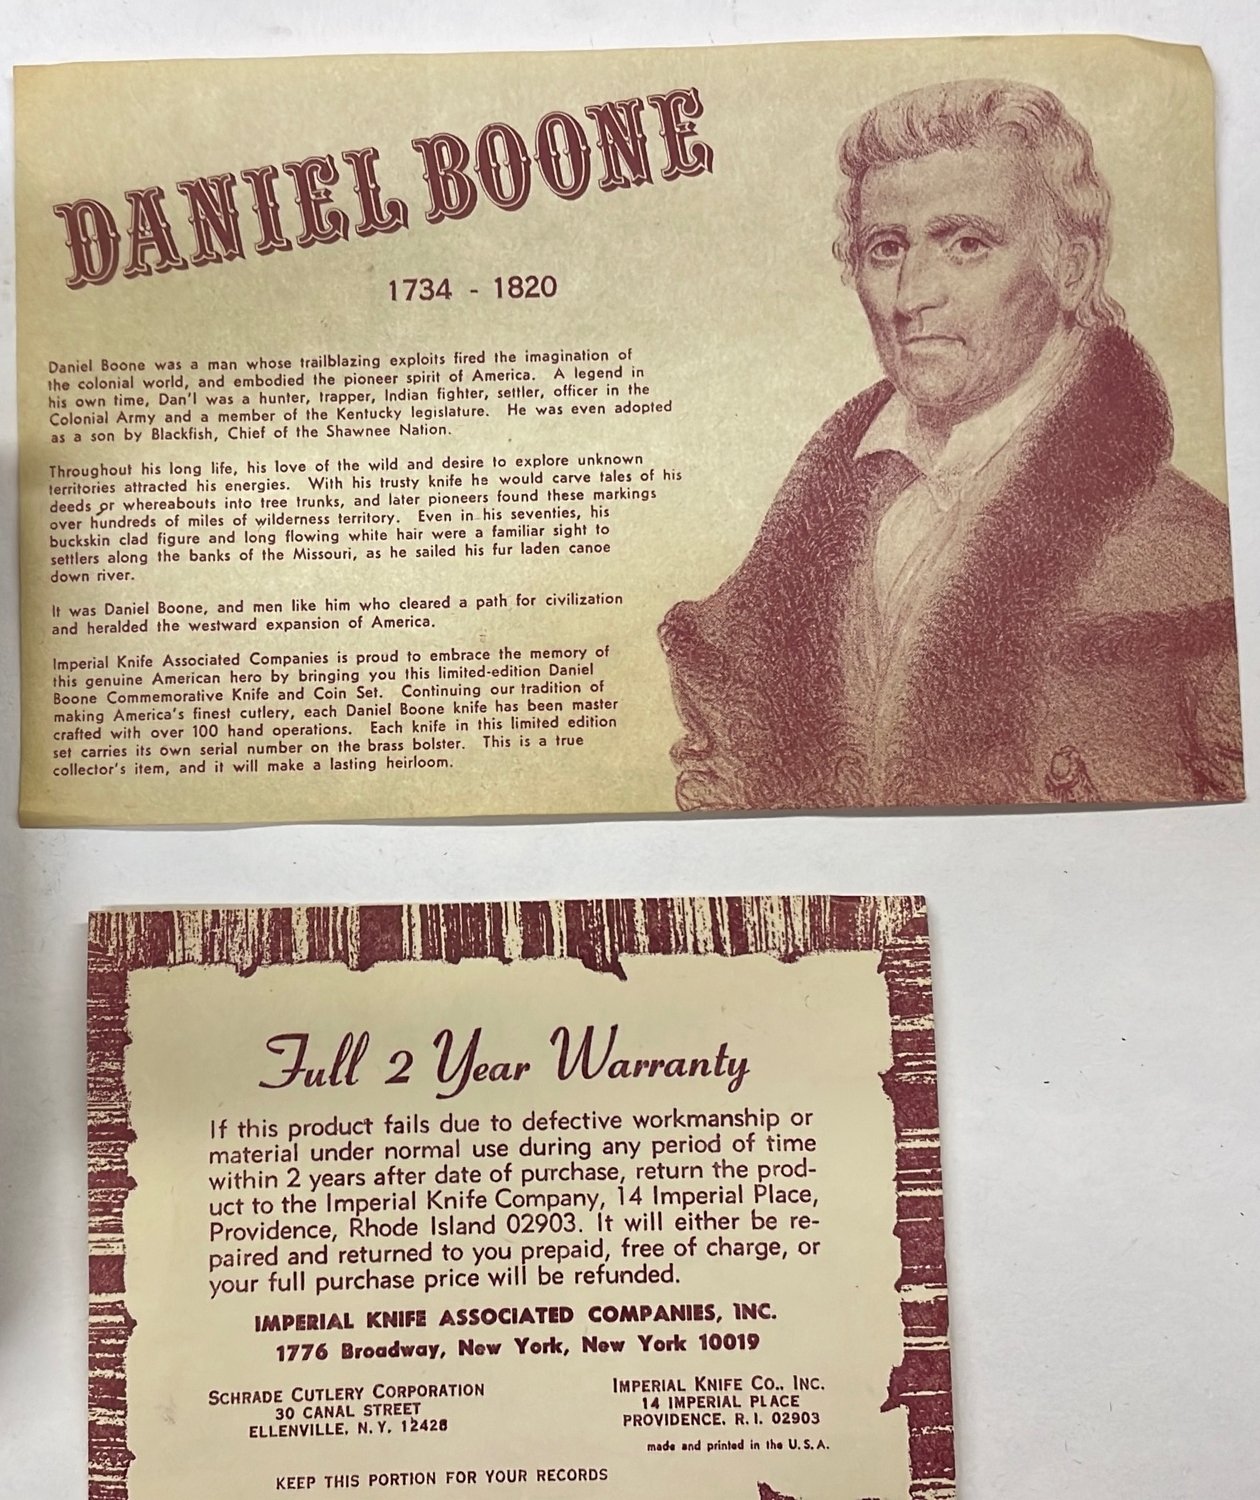 DANIEL BOONE
1734 - 1820
Daniel Boone was a man whose trailblazing exploits fired the imagination of
the colonial world, and embodied the pioneer spirit of America. A legend in
his own time, Dan'l was a hunter, trapper, Indian fighter, settler, officer in the
Colonial Army and a member of the Kentucky legislature. He was even adopted
as a son by Blackfish, Chief of the Shawnee Nation.
Throughout his long life, his love of the wild and desire to explore unknown
territories attracted his energies. With his trusty knife he would carve tales of his
deeds or whereabouts into tree trunks, and later pioneers found these markings
over hundreds of miles of wilderness territory. Even in his seventies, his
buckskin clad figure and long flowing white hair were a familiar sight to
settlers along the banks of the Missouri, as he sailed his fur laden canoe
down river.
It was Daniel Boone, and men like him who cleared a path for civilization
and heralded the westward expansion of America.
Imperial Knife Associated Companies is proud to embrace the memory of
this genuine American hero by bringing you this limited-edition Daniel
Boone Commemorative Knife and Coin Set. Continuing our tradition of
making America's finest cutlery, each Daniel Boone knife has been master
crafted with over 100 hand operations. Each knife in this limited edition
set carries its own serial number on the brass bolster. This is a true
collector's item, and it will make a lasting heirloom.
Full 2 Year Warranty
If this product fails due to defective workmanship or
material under normal use during any period of time
within 2 years after date of purchase, return the prod-
uct to the Imperial Knife Company, 14 Imperial Place,
Providence, Rhode Island 02903. It will either be re-
paired and returned to you prepaid, free of charge, or
your full purchase price will be refunded.
IMPERIAL KNIFE ASSOCIATED COMPANIES, INC.
1776 Broadway, New York, New York 10019
SCHRADE CUTLERY CORPORATION
30 CANAL STREET
ELLENVILLE, N. Y. 12428
IMPERIAL KNIFE CO., INC.
14 IMPERIAL PLACE
PROVIDENCE, R. I. 02903
made and printed in the U. S. A.
KEEP THIS PORTION FOR YOUR RECORDS